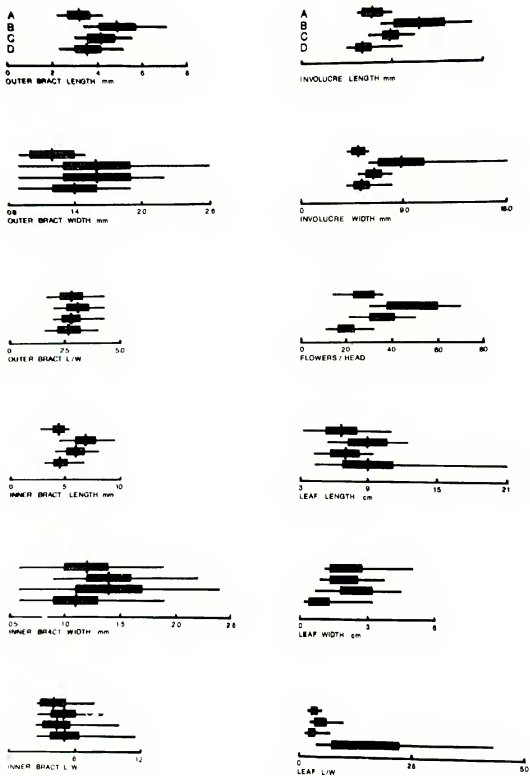 A
B
C
D
0 2 4 6 8
OUTER BRACT LENGTH mm
A
B
C
D
INVOLUCRE LENGTH mm
0.8 1.4 2.0 2.6
OUTER BRACT WIDTH mm
0 9.0 18.0
INVOLUCRE WIDTH mm
0 2.5 5.0
OUTER BRACT L/W
0 20 40 60 80
FLOWERS / HEAD
0 5 10
INNER BRACT LENGTH mm
3 9 15 21
LEAF LENGTH cm
0.5 1.0 1.5 2.0 2.5
INNER BRACT WIDTH mm
0 3 6
LEAF WIDTH cm
0 6 12
INNER BRACT L W
0 25 50
LEAF L/W